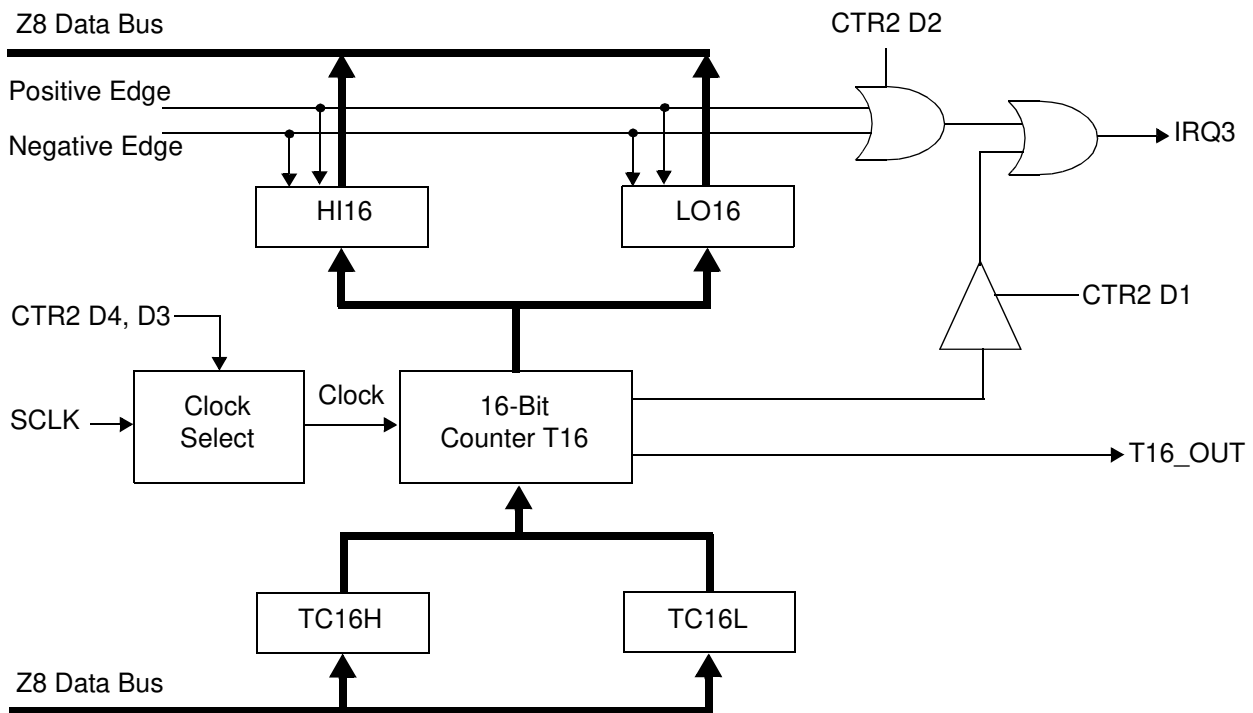 Z8 Data Bus
CTR2 D2
Positive Edge
Negative Edge
IRQ3
HI16
LO16
CTR2 D4, D3
CTR2 D1
SCLK
Clock
Select
Clock
16-Bit
Counter T16
T16_OUT
TC16H
TC16L
Z8 Data Bus